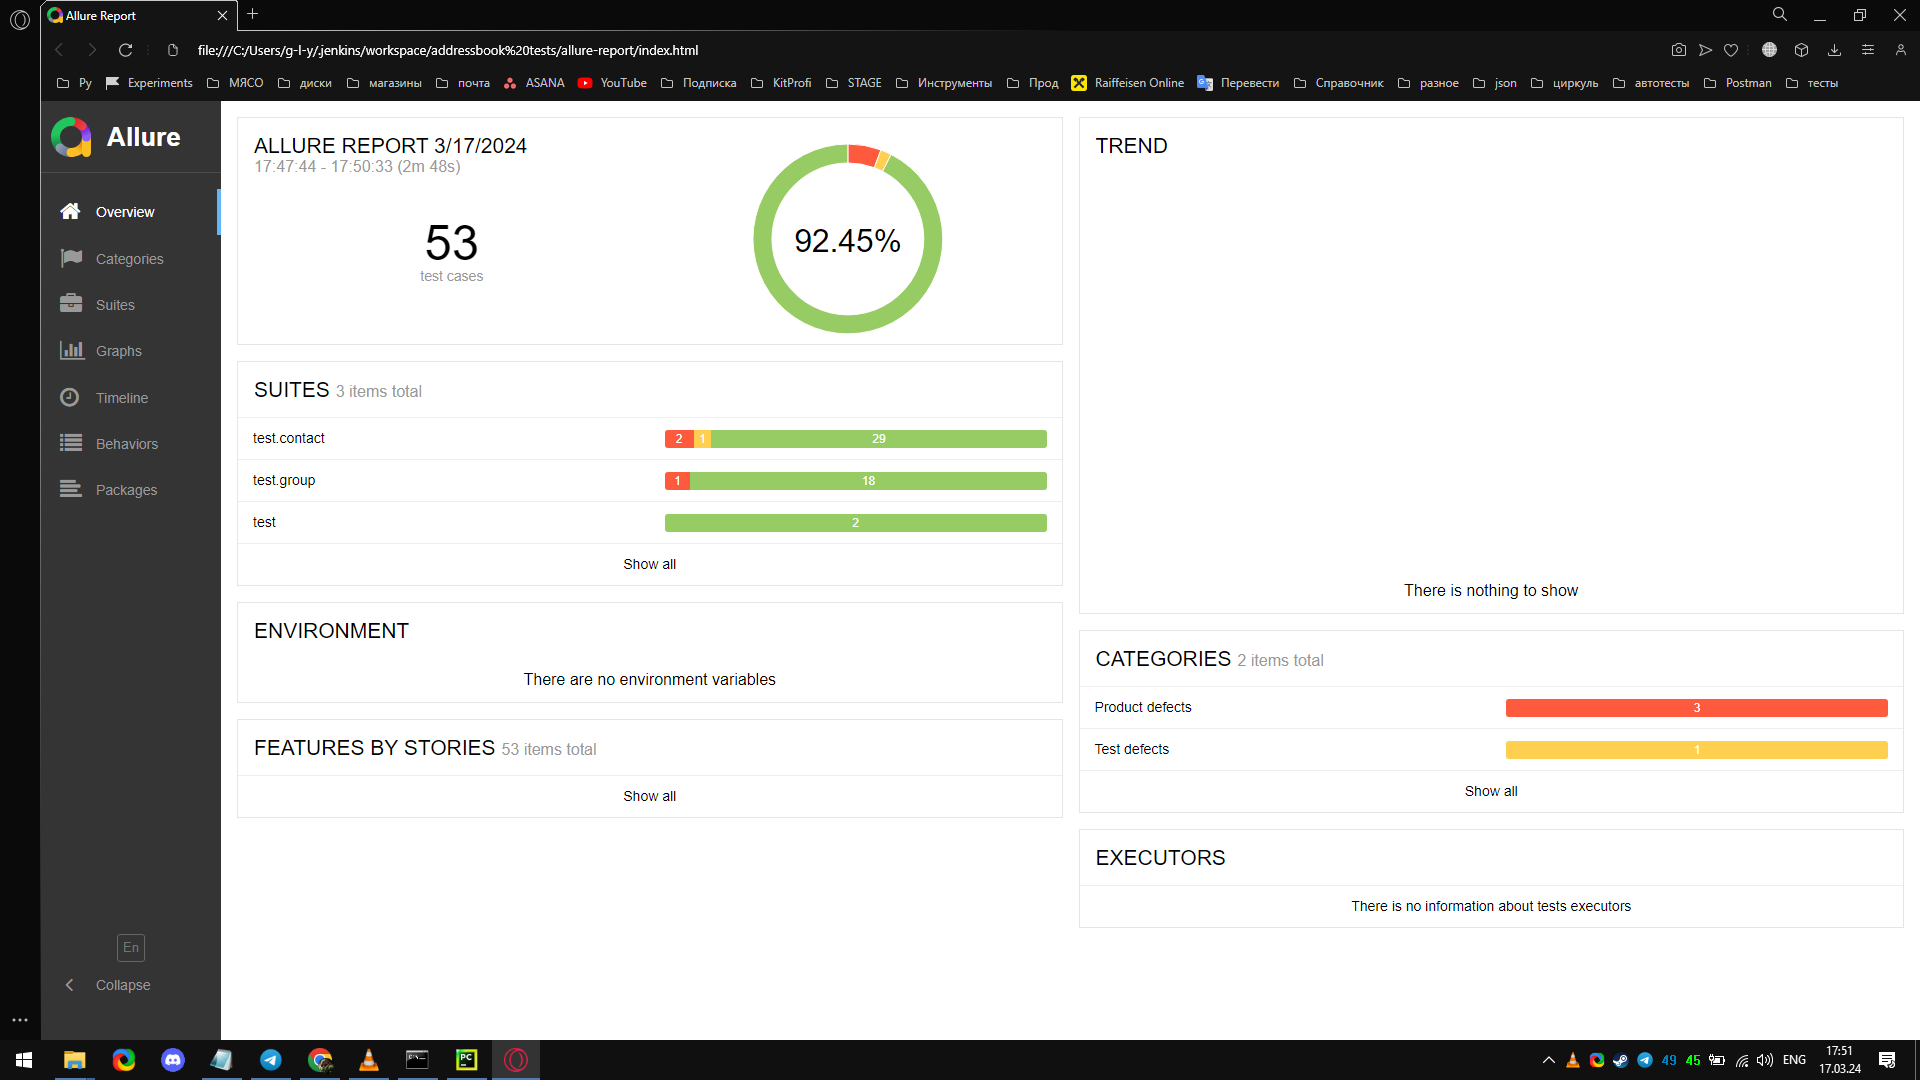 Allure Report
file:///C:/Users/g-l-y/.jenkins/workspace/addressbook%20tests/allure-report/index.html
Py Experiments МЯСО диски магазины почта ASANA YouTube Подписка KitProfi STAGE Инструменты Прод Raiffeisen Online Перевести Справочник разное json циркуль автотесты Postman тесты
Allure
Overview
Categories
Suites
Graphs
Timeline
Behaviors
Packages
En
Collapse
ALLURE REPORT 3/17/2024
17:47:44 - 17:50:33 (2m 48s)
53
test cases
92.45%
SUITES 3 items total
test.contact 2 1 29
test.group 1 18
test 2
Show all
ENVIRONMENT
There are no environment variables
FEATURES BY STORIES 53 items total
Show all
TREND
There is nothing to show
CATEGORIES 2 items total
Product defects 3
Test defects 1
Show all
EXECUTORS
There is no information about tests executors
PC
49 45 ENG
17:51
17.03.24